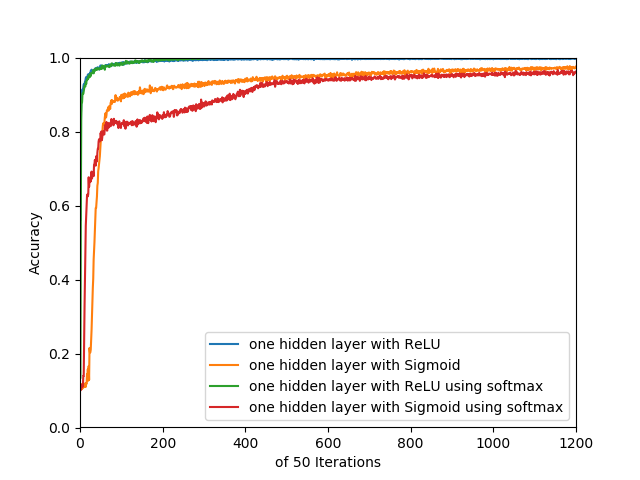 1.0
0.8
0.6
0.4
0.2
0.0
Accuracy
one hidden layer with ReLU
one hidden layer with Sigmoid
one hidden layer with ReLU using softmax
one hidden layer with Sigmoid using softmax
0 200 400 600 800 1000 1200
of 50 Iterations